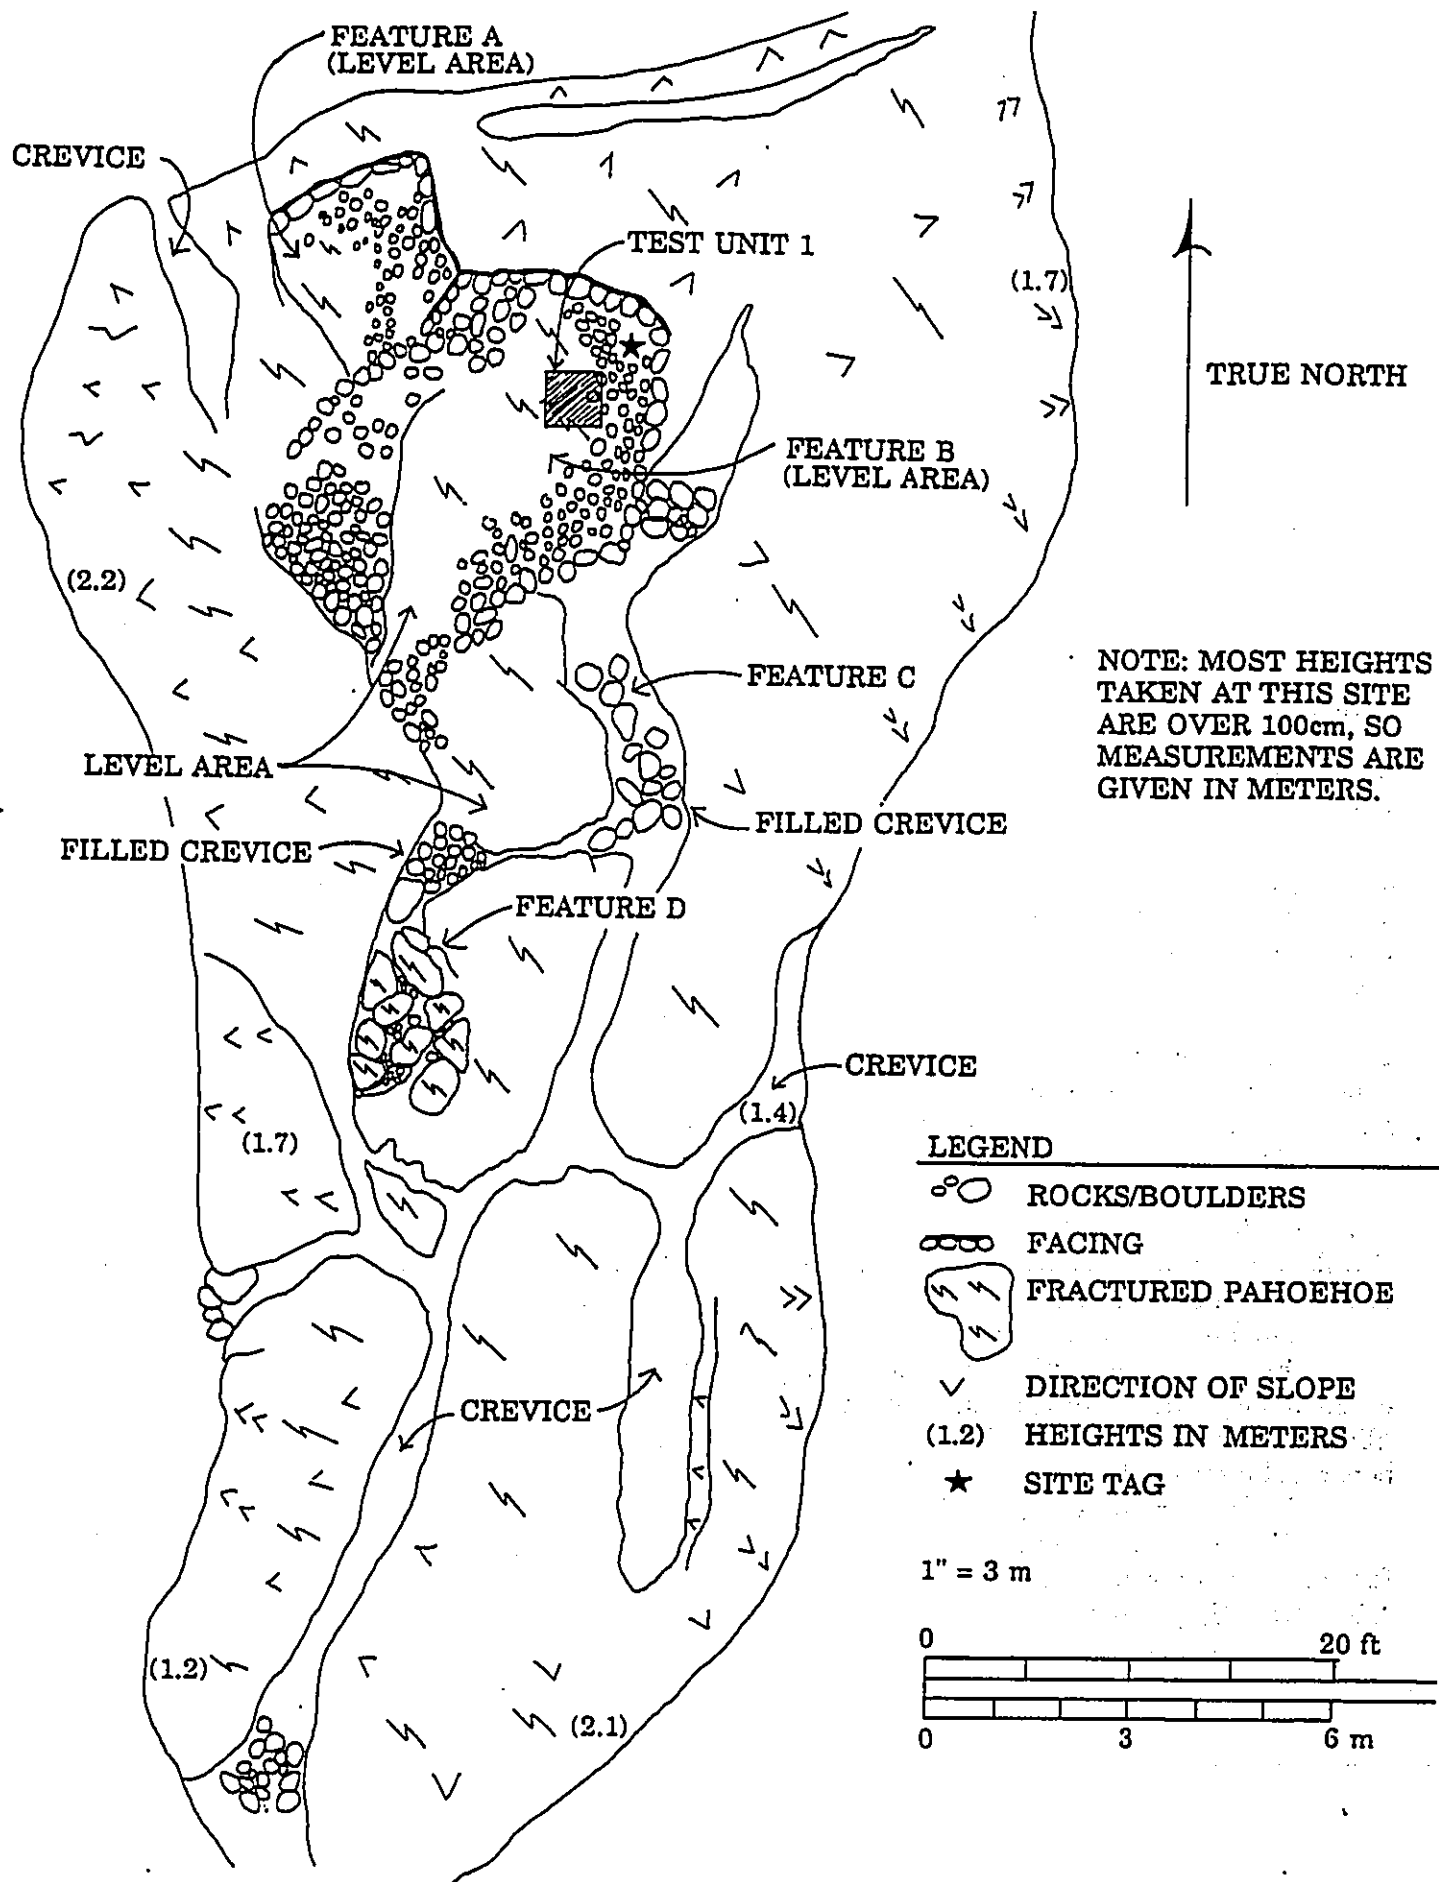 FEATURE A
(LEVEL AREA)
CREVICE
TEST UNIT 1
(1.7)
TRUE NORTH
FEATURE B
(LEVEL AREA)
(2.2)
NOTE: MOST HEIGHTS
TAKEN AT THIS SITE
ARE OVER 100cm, SO
MEASUREMENTS ARE
GIVEN IN METERS.
FEATURE C
LEVEL AREA
FILLED CREVICE
FILLED CREVICE
FEATURE D
CREVICE
(1.4)
(1.7)
LEGEND
ROCKS/BOULDERS
FACING
FRACTURED PAHOEHOE
DIRECTION OF SLOPE
(1.2) HEIGHTS IN METERS
SITE TAG
CREVICE
1" = 3 m
0 20 ft
0 3 6 m
(1.2)
(2.1)